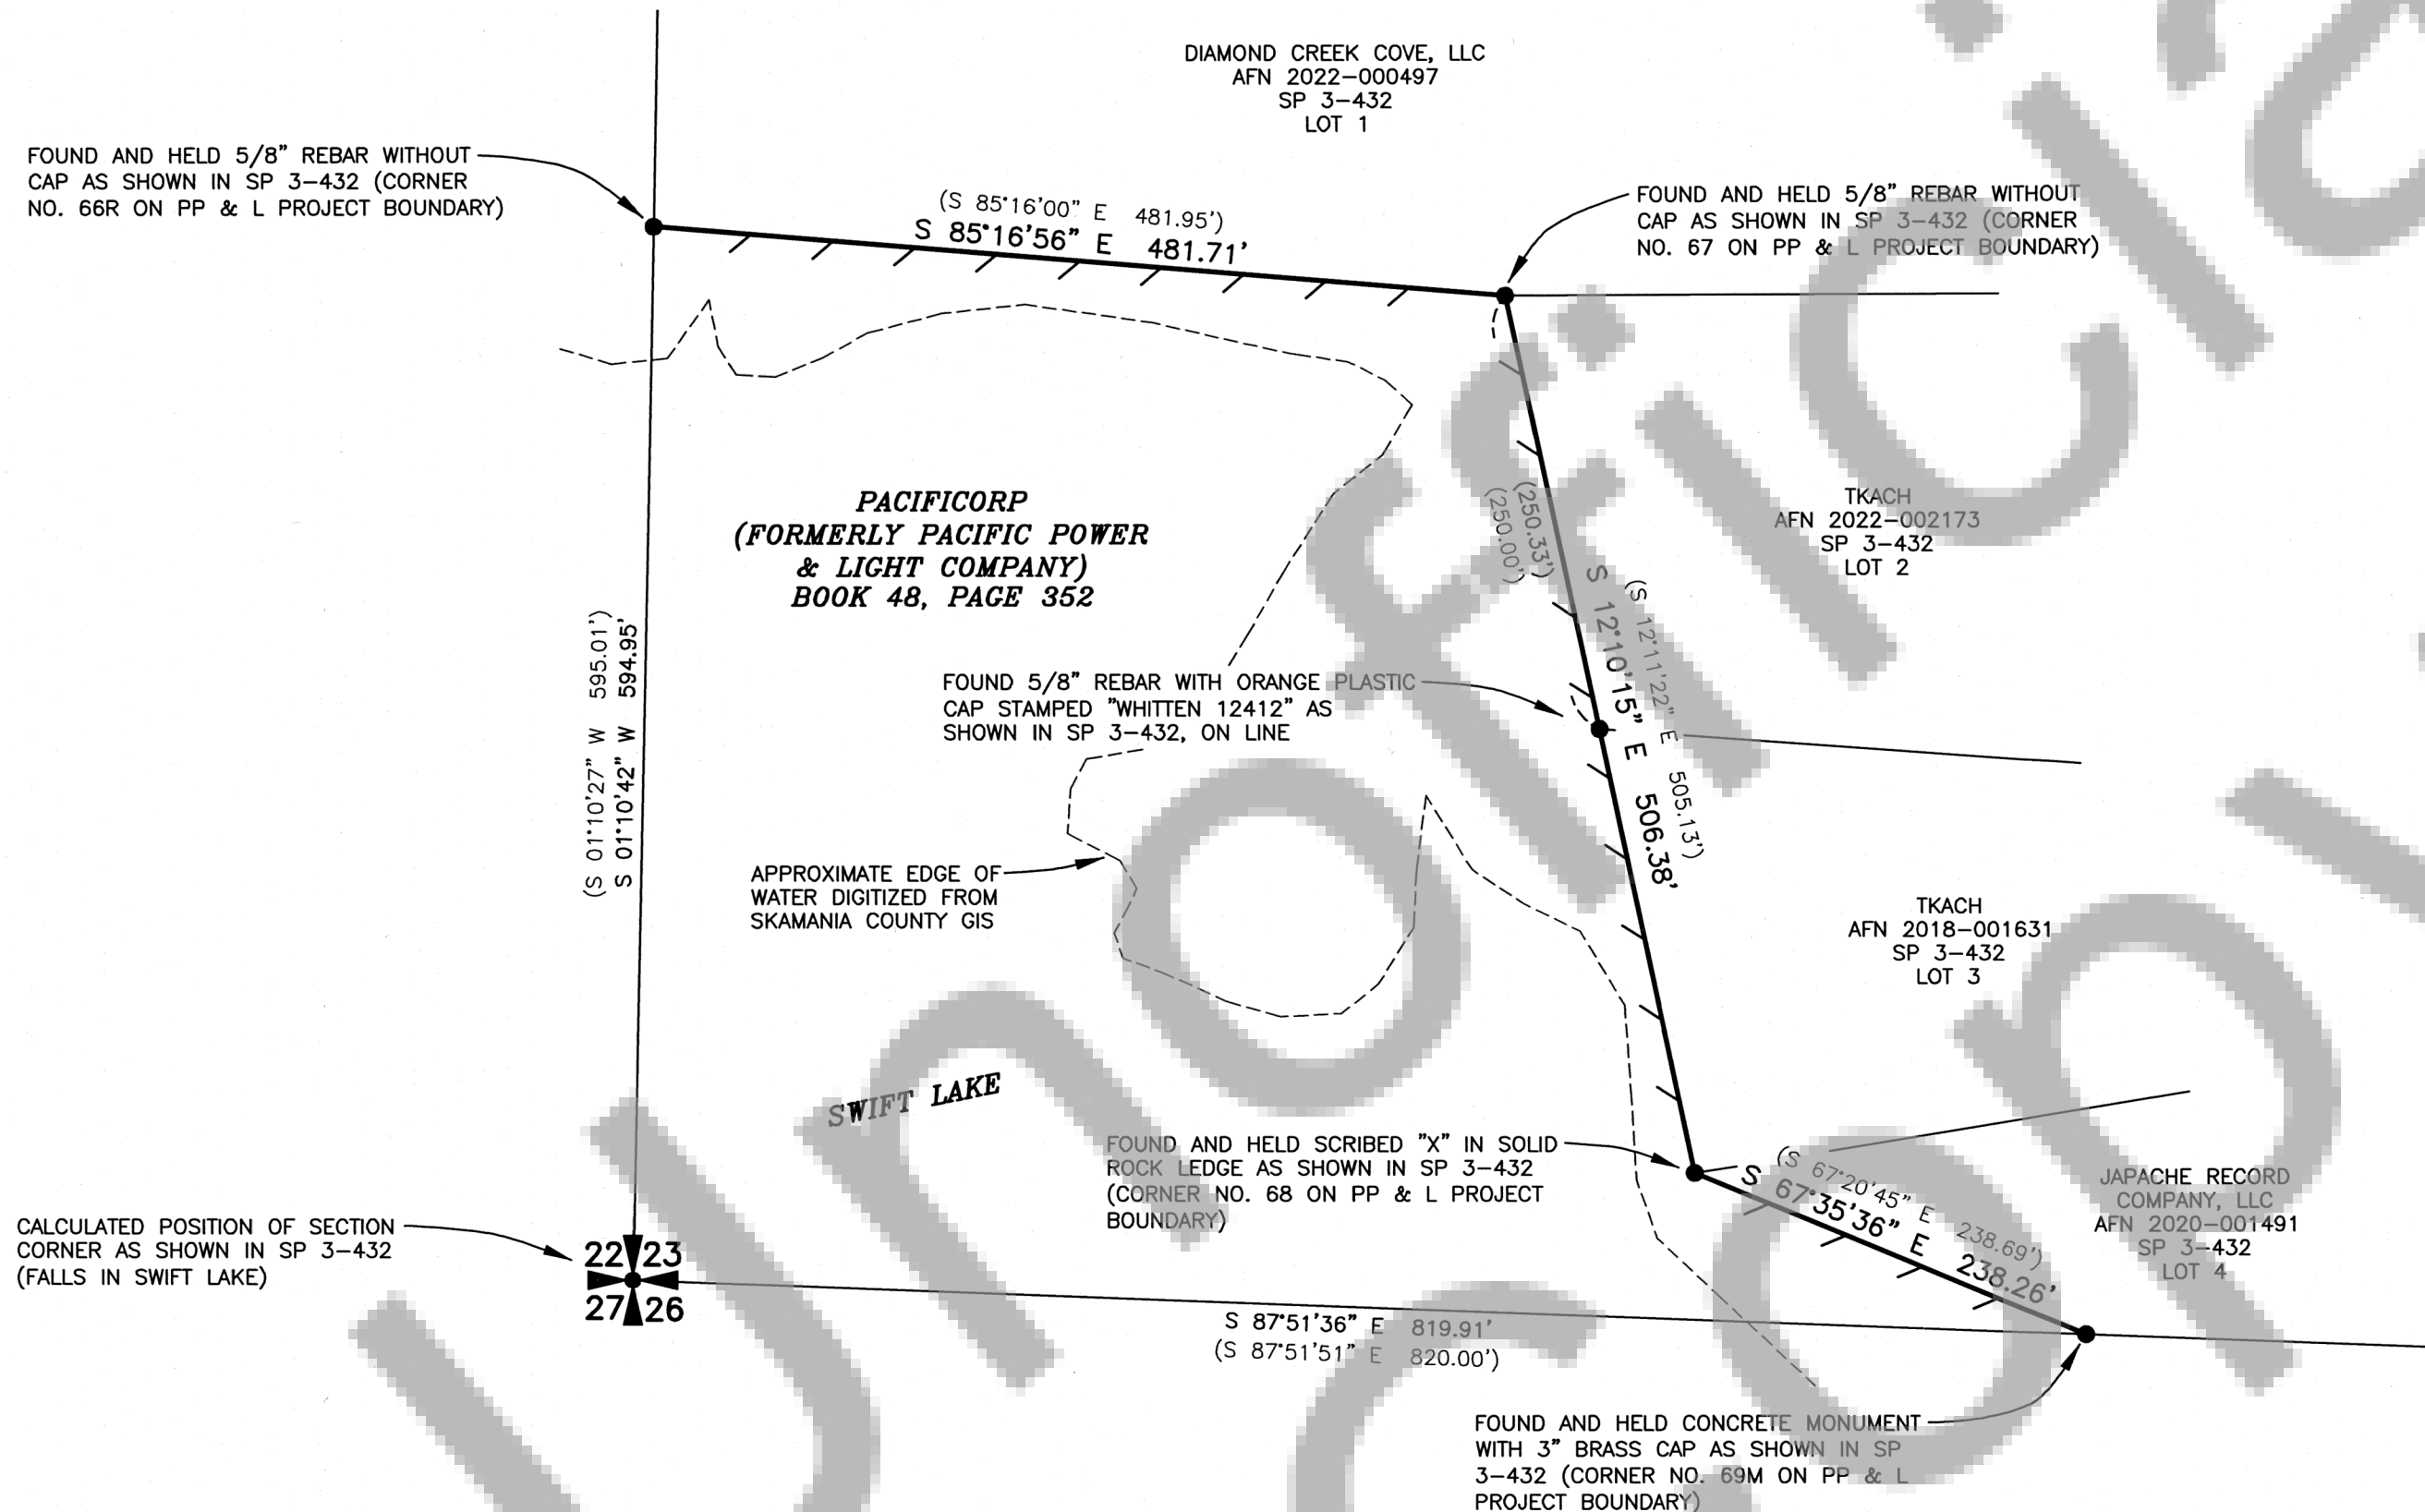 DIAMOND CREEK COVE, LLC
AFN 2022-000497
SP 3-432
LOT 1
FOUND AND HELD 5/8" REBAR WITHOUT
CAP AS SHOWN IN SP 3-432 (CORNER
NO. 66R ON PP & L PROJECT BOUNDARY)
(S 85°16'00" E 481.95')
S 85°16'56" E 481.71'
FOUND AND HELD 5/8" REBAR WITHOUT
CAP AS SHOWN IN SP 3-432 (CORNER
NO. 67 ON PP & L PROJECT BOUNDARY)
PACIFICORP
(FORMERLY PACIFIC POWER
& LIGHT COMPANY)
BOOK 48, PAGE 352
(250.33')
(250.00')
TKACH
AFN 2022-002173
SP 3-432
LOT 2
(S 12°11'22" E 505.13')
S 12°10'15" E 506.38'
(S 01°10'27" W 595.01')
S 01°10'42" W 594.95'
FOUND 5/8" REBAR WITH ORANGE PLASTIC
CAP STAMPED "WHITTEN 12412" AS
SHOWN IN SP 3-432, ON LINE
APPROXIMATE EDGE OF
WATER DIGITIZED FROM
SKAMANIA COUNTY GIS
TKACH
AFN 2018-001631
SP 3-432
LOT 3
SWIFT LAKE
FOUND AND HELD SCRIBED "X" IN SOLID
ROCK LEDGE AS SHOWN IN SP 3-432
(CORNER NO. 68 ON PP & L PROJECT
BOUNDARY)
(S 67°20'45" E 238.69')
S 67°35'36" E 238.26'
JAPACHE RECORD
COMPANY, LLC
AFN 2020-001491
SP 3-432
LOT 4
CALCULATED POSITION OF SECTION
CORNER AS SHOWN IN SP 3-432
(FALLS IN SWIFT LAKE)
22 23
27 26
S 87°51'36" E 819.91'
(S 87°51'51" E 820.00')
FOUND AND HELD CONCRETE MONUMENT
WITH 3" BRASS CAP AS SHOWN IN SP
3-432 (CORNER NO. 69M ON PP & L
PROJECT BOUNDARY)